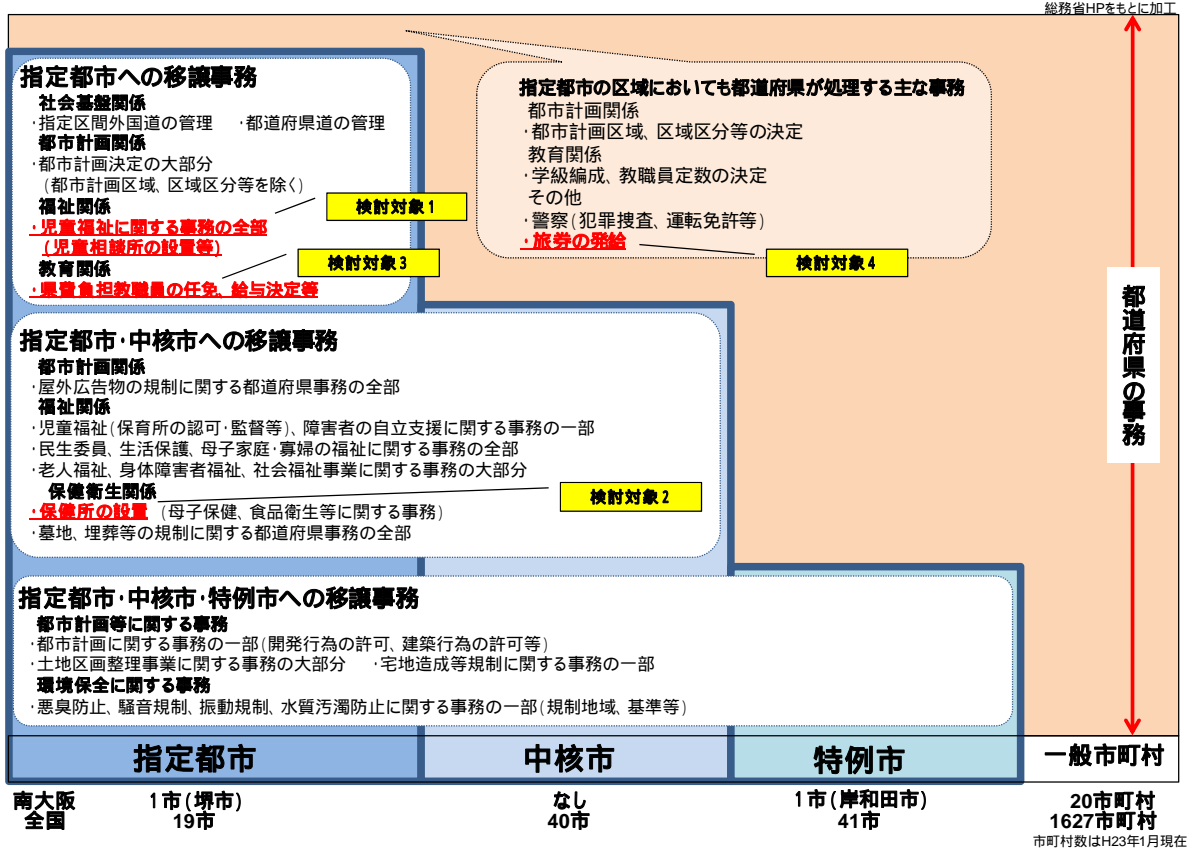 総務省HPをもとに加工
指定都市への移譲事務
社会基盤関係
・指定区間外国道の管理　・都道府県道の管理
都市計画関係
・都市計画決定の大部分
(都市計画区域、区域区分等を除く)
福祉関係
検討対象1
・児童福祉に関する事務の全部
(児童相談所の設置等)
教育関係
検討対象3
・県費負担教職員の任免、給与決定等
指定都市の区域においても都道府県が処理する主な事務
都市計画関係
・都市計画区域、区域区分等の決定
教育関係
・学級編成、教職員定数の決定
その他
・警察(犯罪捜査、運転免許等)
・旅券の発給
検討対象4
都道府県の事務
指定都市・中核市への移譲事務
都市計画関係
・屋外広告物の規制に関する都道府県事務の全部
福祉関係
・児童福祉(保育所の認可・監督等)、障害者の自立支援に関する事務の一部
・民生委員、生活保護、母子家庭・寡婦の福祉に関する事務の全部
・老人福祉、身体障害者福祉、社会福祉事業に関する事務の大部分
保健衛生関係
検討対象2
・保健所の設置 (母子保健、食品衛生等に関する事務)
・墓地、埋葬等の規制に関する都道府県事務の全部
指定都市・中核市・特例市への移譲事務
都市計画等に関する事務
・都市計画に関する事務の一部(開発行為の許可、建築行為の許可等)
・土地区画整理事業に関する事務の大部分　・宅地造成等規制に関する事務の一部
環境保全に関する事務
・悪臭防止、騒音規制、振動規制、水質汚濁防止に関する事務の一部(規制地域、基準等)
指定都市 中核市 特例市 一般市町村
南大阪 1市(堺市) なし 1市(岸和田市) 20市町村
全国 19市 40市 41市 1627市町村
市町村数はH23年1月現在